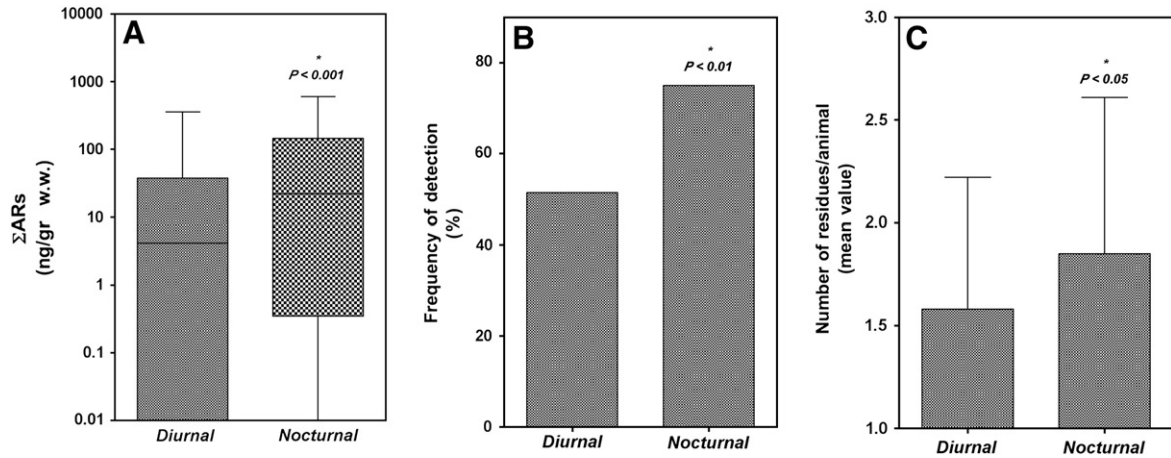 A
10000
1000
100
10
1
0.1
0.01
ΣARs
(ng/gr w.w.)
*
P < 0.001
Diurnal
Nocturnal
B
80
60
40
20
0
Frequency of detection
(%)
*
P < 0.01
Diurnal
Nocturnal
C
3.0
2.5
2.0
1.5
1.0
Number of residues/animal
(mean value)
*
P < 0.05
Diurnal
Nocturnal